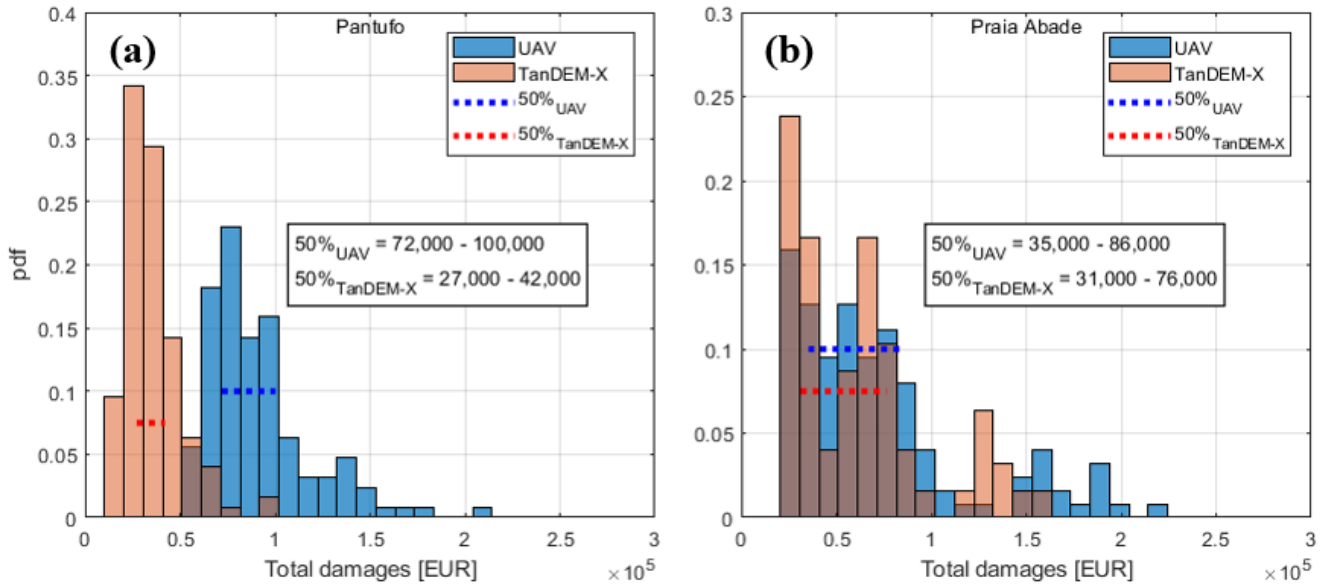 Pantufo
(a)
UAV
TanDEM-X
50%UAV
50%TanDEM-X
50%UAV = 72,000 - 100,000
50%TanDEM-X = 27,000 - 42,000
pdf
0.4
0.35
0.3
0.25
0.2
0.15
0.1
0.05
0
0 0.5 1 1.5 2 2.5 3
Total damages [EUR]
×10^5
Praia Abade
(b)
UAV
TanDEM-X
50%UAV
50%TanDEM-X
50%UAV = 35,000 - 86,000
50%TanDEM-X = 31,000 - 76,000
0.3
0.25
0.2
0.15
0.1
0.05
0
0 0.5 1 1.5 2 2.5 3
Total damages [EUR]
×10^5